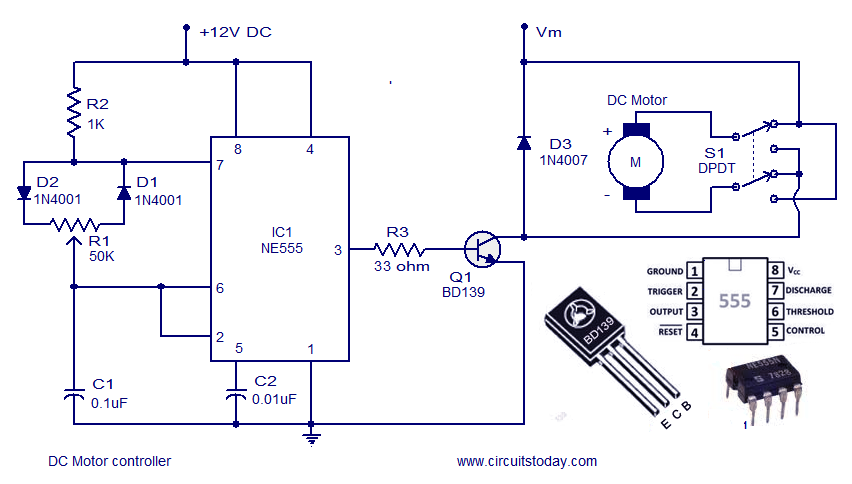 +12V DC
Vm
R2
1K
8
4
7
D2
1N4001
D1
1N4001
R1
50K
IC1
NE555
3
R3
33 ohm
Q1
BD139
6
2
5
1
C1
0.1uF
C2
0.01uF
D3
1N4007
DC Motor
+
M
-
S1
DPDT
BD139
E C B
GROUND 1
TRIGGER 2
OUTPUT 3
RESET 4
555
8 VCC
7 DISCHARGE
6 THRESHOLD
5 CONTROL
NE555N
S 7828
1
DC Motor controller
www.circuitstoday.com